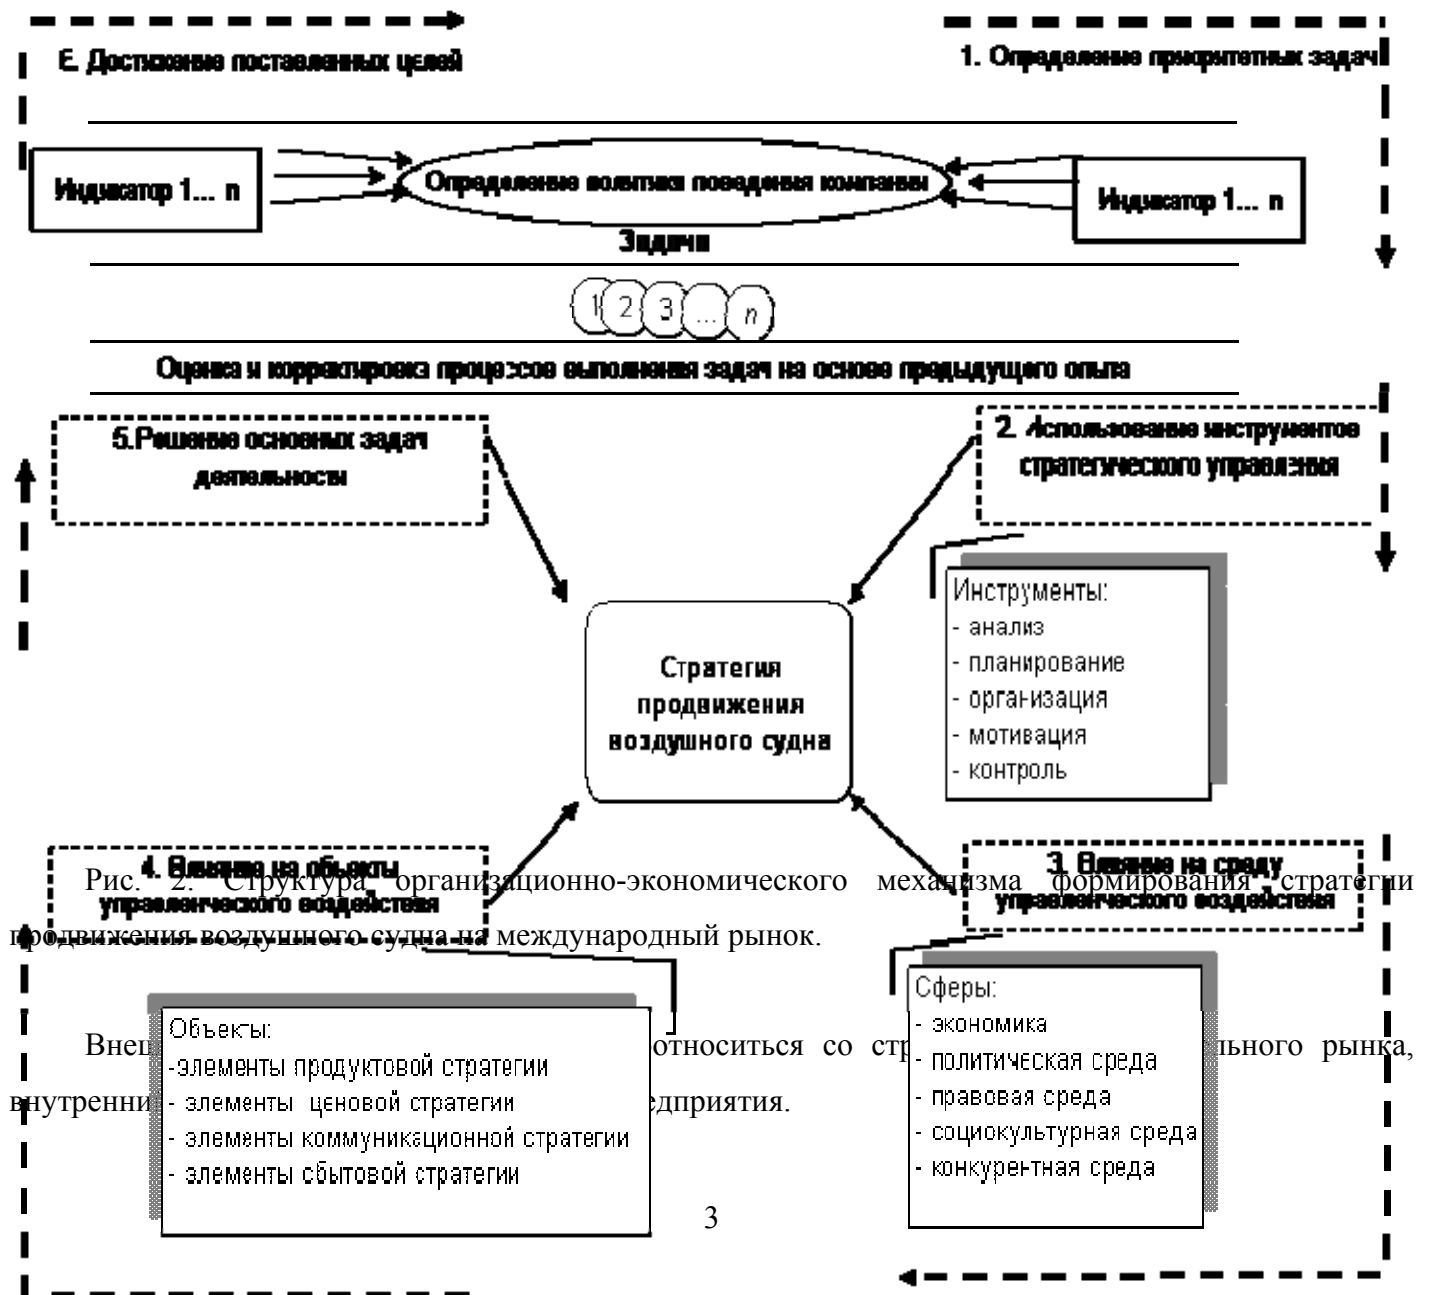 Е. Достижение поставленных целей
1. Определение приоритетных задач
Индикатор 1... n
Определение политики поведения компании
Индикатор 1... n
Задачи
1 2 3 ... n
Оценка и корректировка процессов выполнения задач на основе предыдущего опыта
5.Решение основных задач
деятельности
2. Использование инструментов
стратегического управления
Инструменты:
- анализ
- планирование
- организация
- мотивация
- контроль
Стратегия
продвижения
воздушного судна
4. Влияние на объекты
управленческого воздействия
3. Влияние на среду
управленческого воздействия
Рис. 2. Структура организационно-экономического механизма формирования стратегии
продвижения воздушного судна на международный рынок.
Объекты:
-элементы продуктовой стратегии
- элементы ценовой стратегии
- элементы коммуникационной стратегии
- элементы сбытовой стратегии
Сферы:
- экономика
- политическая среда
- правовая среда
- социокультурная среда
- конкурентная среда
относиться со рынка,
3